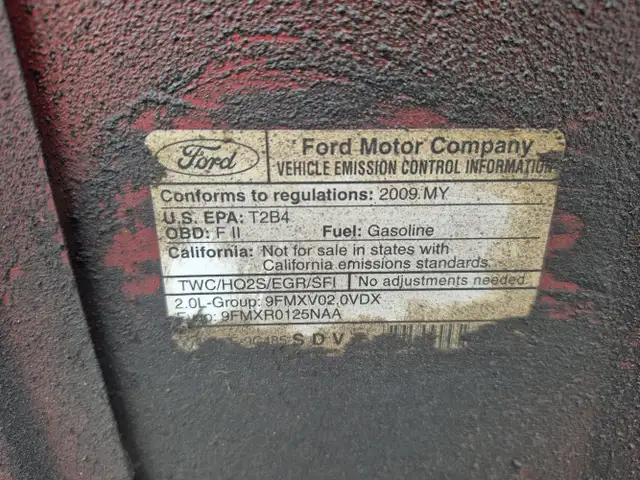 Ford
Ford Motor Company
VEHICLE EMISSION CONTROL INFORMATION
Conforms to regulations: 2009 MY
U.S. EPA: T2B4
OBD: F II Fuel: Gasoline
California: Not for sale in states with
California emissions standards.
TWC/HO2S/EGR/SFI No adjustments needed
2.0L-Group: 9FMXV02.0VDX
9FMXR0125NAA
S D V